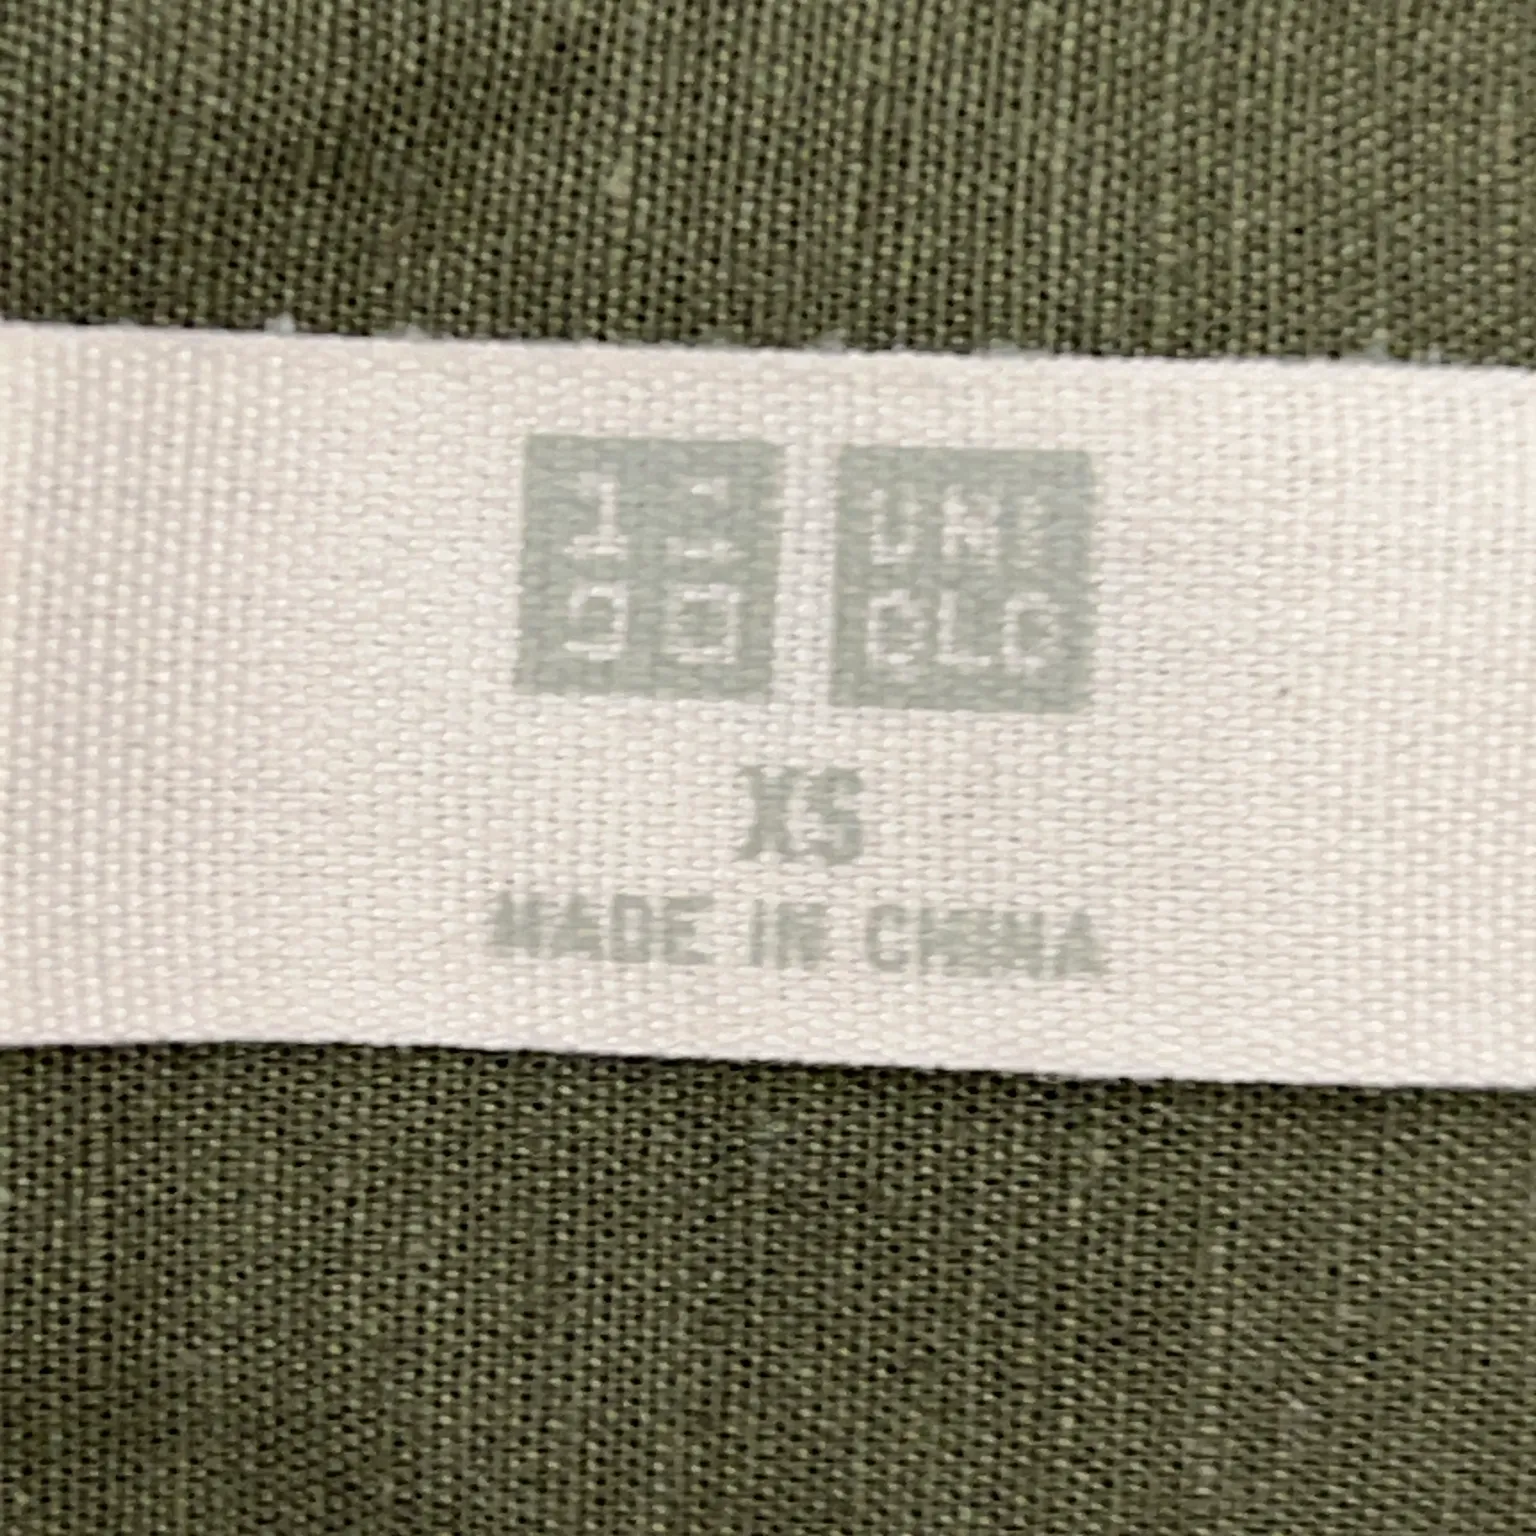 ユニ UNI
クロ QLO
XS
MADE IN CHINA